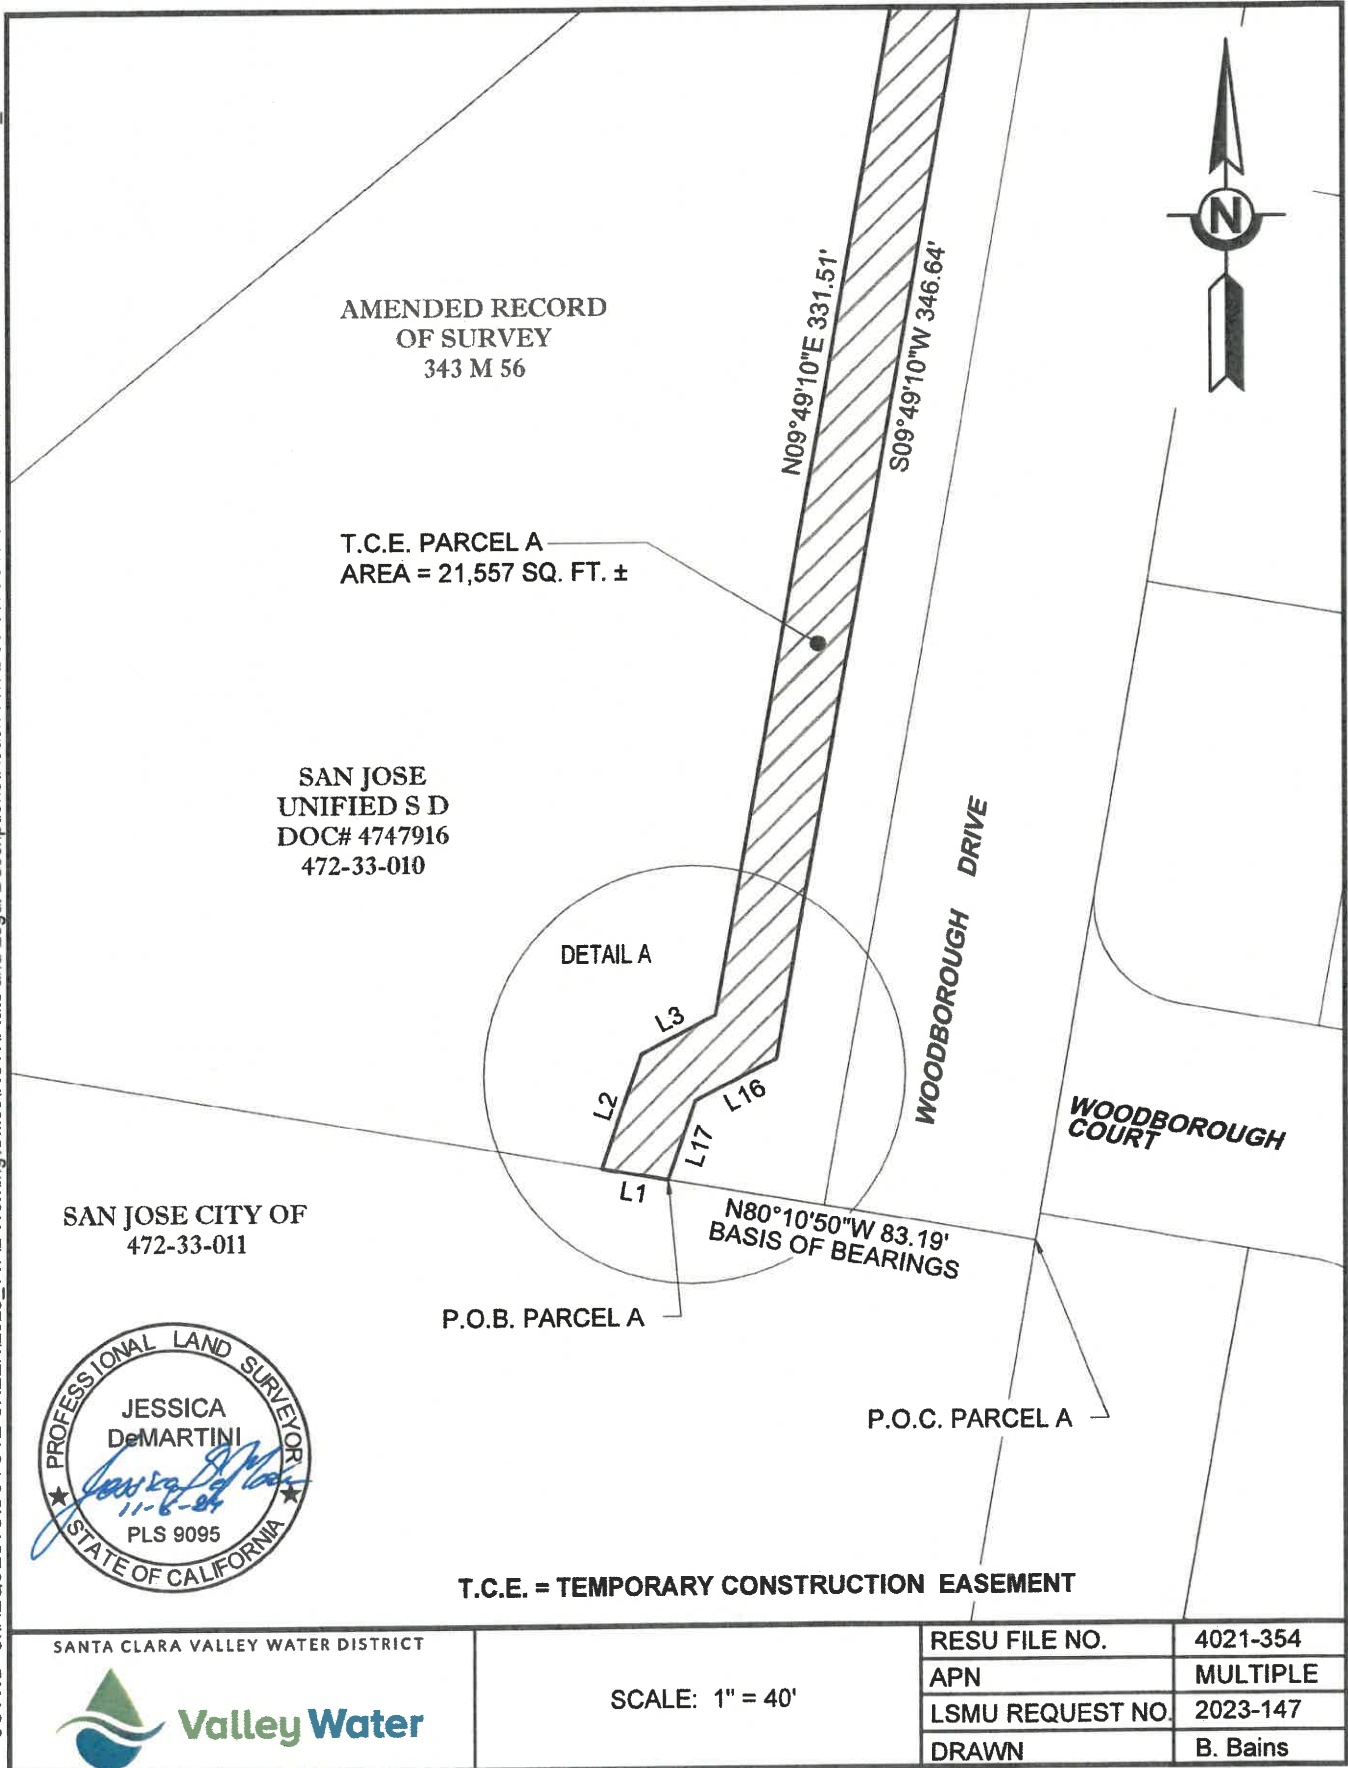 N
AMENDED RECORD
OF SURVEY
343 M 56
N09°49'10"E 331.51'
S09°49'10"W 346.64'
T.C.E. PARCEL A
AREA = 21,557 SQ. FT. ±
SAN JOSE
UNIFIED S D
DOC# 4747916
472-33-010
WOODBOROUGH DRIVE
DETAIL A
L3
L2
L16
L17
L1
WOODBOROUGH
COURT
N80°10'50"W 83.19'
BASIS OF BEARINGS
SAN JOSE CITY OF
472-33-011
P.O.B. PARCEL A
P.O.C. PARCEL A
PROFESSIONAL LAND SURVEYOR
JESSICA
DeMARTINI
PLS 9095
STATE OF CALIFORNIA
T.C.E. = TEMPORARY CONSTRUCTION EASEMENT
SANTA CLARA VALLEY WATER DISTRICT
Valley Water
SCALE: 1" = 40'
RESU FILE NO. 4021-354
APN MULTIPLE
LSMU REQUEST NO. 2023-147
DRAWN B. Bains